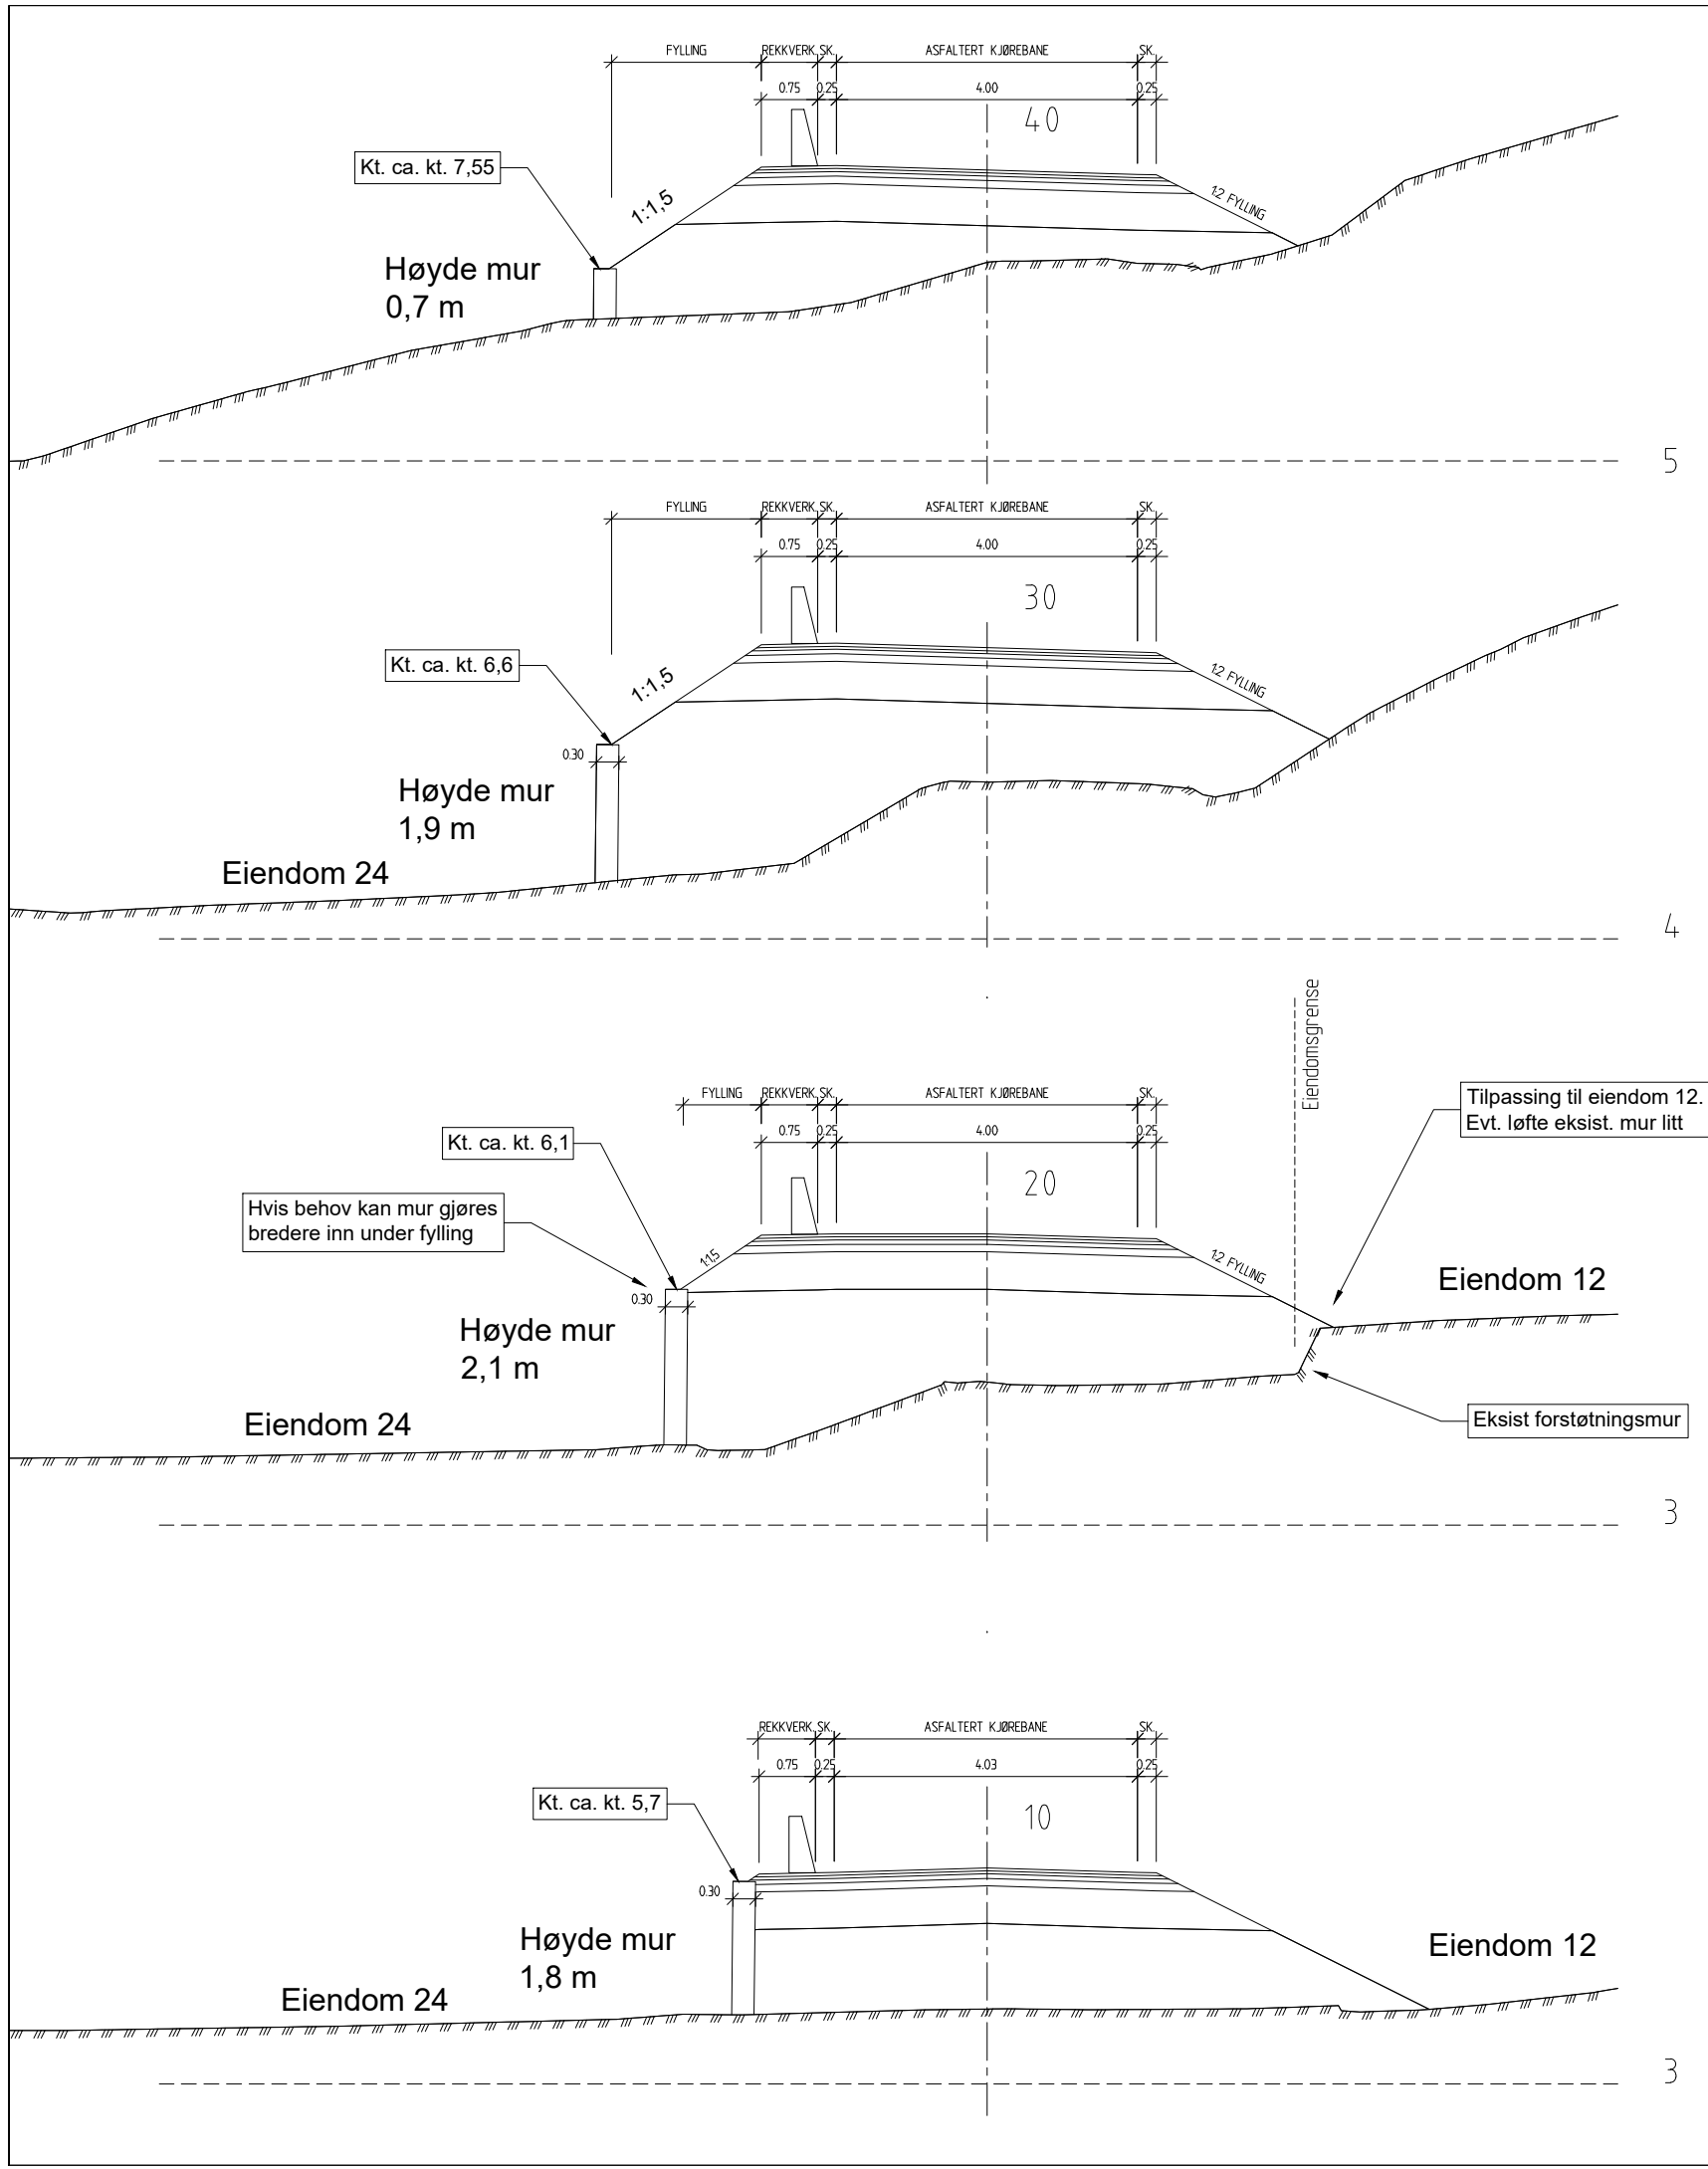 FYLLING REKKVERK. SK. ASFALTERT KJØREBANE SK.
0.75 0.25 4.00 0.25
40
Kt. ca. kt. 7,55
1:1,5
1:2 FYLLING
Høyde mur
0,7 m
5
FYLLING REKKVERK. SK. ASFALTERT KJØREBANE SK.
0.75 0.25 4.00 0.25
30
Kt. ca. kt. 6,6
1:1,5
1:2 FYLLING
0.30
Høyde mur
1,9 m
Eiendom 24
4
Eiendomsgrense
FYLLING REKKVERK. SK. ASFALTERT KJØREBANE SK.
Tilpassing til eiendom 12.
Evt. løfte eksist. mur litt
0.75 0.25 4.00 0.25
Kt. ca. kt. 6,1
20
Hvis behov kan mur gjøres
bredere inn under fylling
1:1,5
1:2 FYLLING
Eiendom 12
0.30
Høyde mur
2,1 m
Eiendom 24
Eksist forstøtningsmur
3
REKKVERK. SK. ASFALTERT KJØREBANE SK.
0.75 0.25 4.03 0.25
Kt. ca. kt. 5,7
10
0.30
Høyde mur
1,8 m
Eiendom 12
Eiendom 24
3